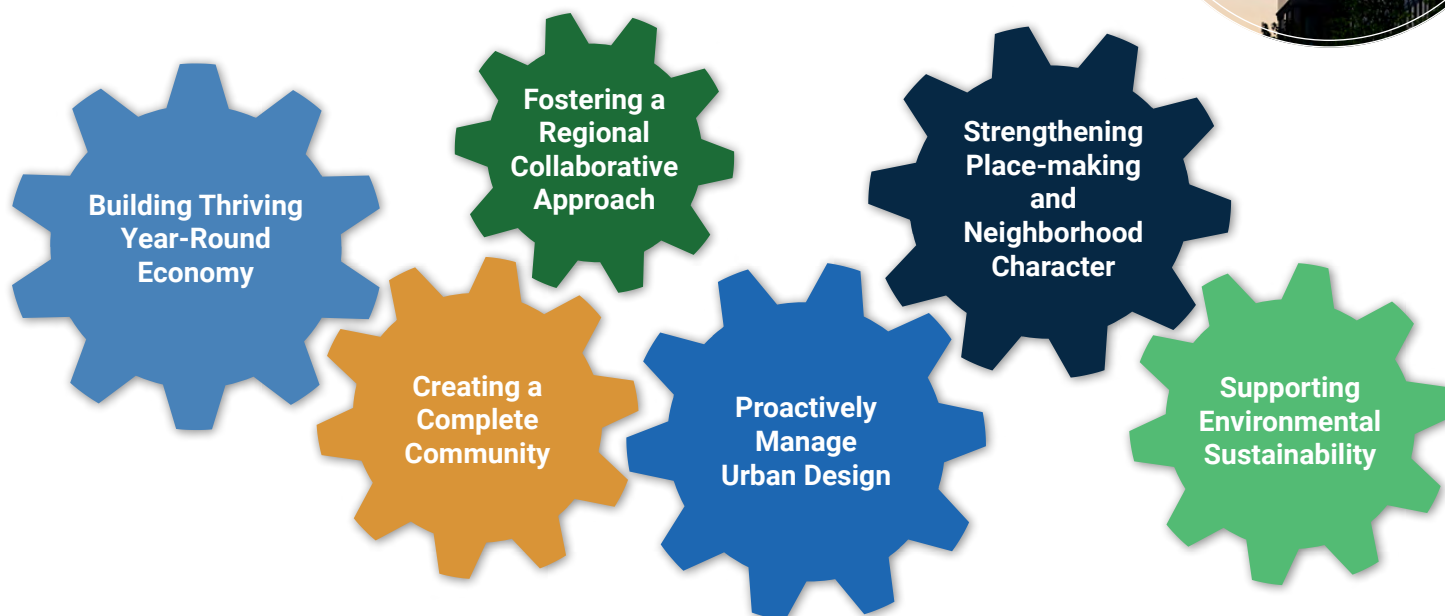 Building Thriving
Year-Round
Economy
Fostering a
Regional
Collaborative
Approach
Strengthening
Place-making
and
Neighborhood
Character
Creating a
Complete
Community
Proactively
Manage
Urban Design
Supporting
Environmental
Sustainability